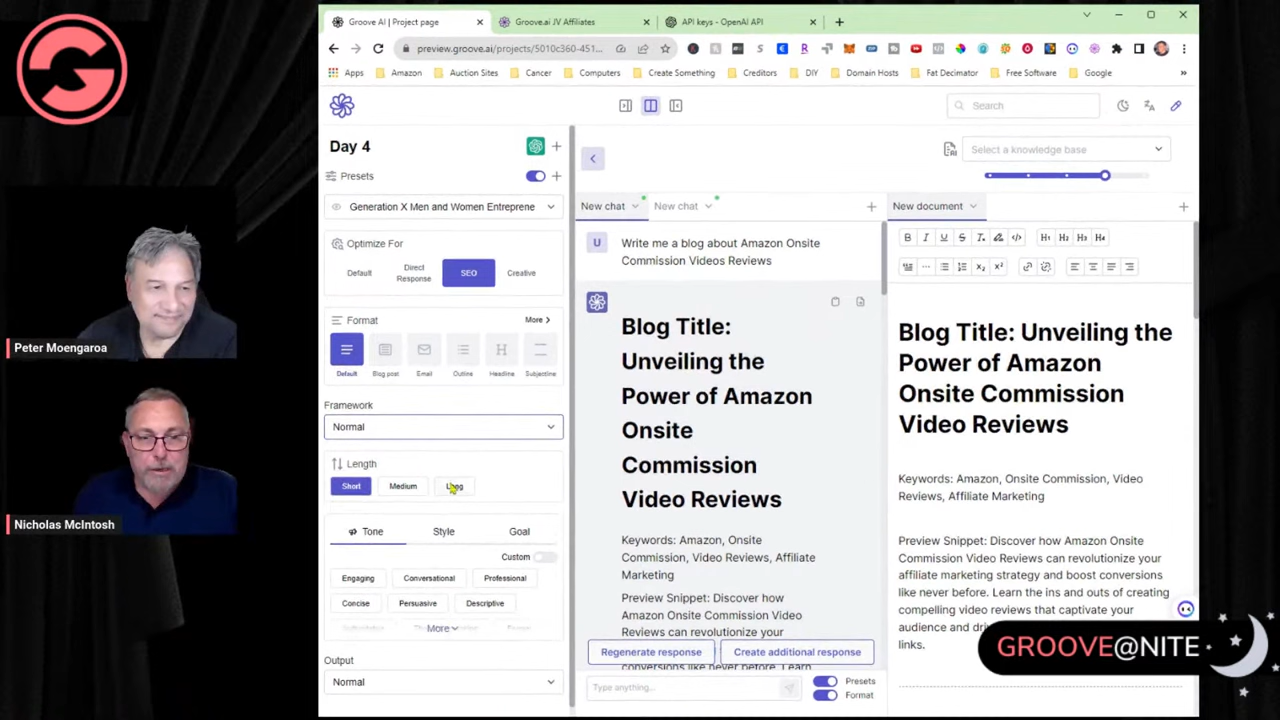 Groove AI | Project page
Groove.ai JV Affiliates
API keys - OpenAI API
preview.groove.ai/projects/5010c360-451...
Apps
Amazon
Auction Sites
Cancer
Computers
Create Something
Creditors
DIY
Domain Hosts
Fat Decimator
Free Software
Google
Search
Day 4
Presets
Generation X Men and Women Entreprene
Optimize For
Default
Direct
Response
SEO
Creative
Format
More >
Default
Blog post
Email
Outline
Headline
Subjectline
Framework
Normal
Length
Short
Medium
Long
Tone
Style
Goal
Custom
Engaging
Conversational
Professional
Concise
Persuasive
Descriptive
More
Output
Normal
Select a knowledge base
New chat
New chat
U
Write me a blog about Amazon Onsite
Commission Videos Reviews
Blog Title:
Unveiling the
Power of Amazon
Onsite
Commission
Video Reviews
Keywords: Amazon, Onsite
Commission, Video Reviews, Affiliate
Marketing
Preview Snippet: Discover how
Amazon Onsite Commission Video
Reviews can revolutionize your
conversions like never before. Learn
Regenerate response
Create additional response
Type anything...
Presets
Format
New document
B I U S
H1 H2 H3 H4
Blog Title: Unveiling the
Power of Amazon
Onsite Commission
Video Reviews
Keywords: Amazon, Onsite Commission, Video
Reviews, Affiliate Marketing
Preview Snippet: Discover how Amazon Onsite
Commission Video Reviews can revolutionize your
affiliate marketing strategy and boost conversions
like never before. Learn the ins and outs of creating
compelling video reviews that captivate your
audience and
links.
Peter Moengaroa
Nicholas McIntosh
GROOVE@NITE